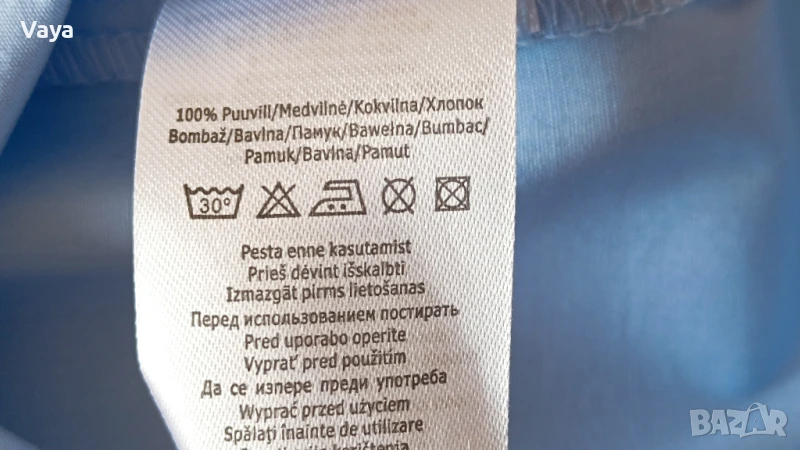 Vaya
100% Puuvill/Medvilnė/Kokvilna/Хлопок
Bombaž/Bavlna/Памук/Bawełna/Bumbac/
Pamuk/Bavlna/Pamut
30°
Pesta enne kasutamist
Prieš dėvint išskalbti
Izmazgāt pirms lietošanas
Перед использованием постирать
Pred uporabo operite
Vyprať pred použitím
Да се изпере преди употреба
Wyprać przed użyciem
Spălați înainte de utilizare
BAZAR